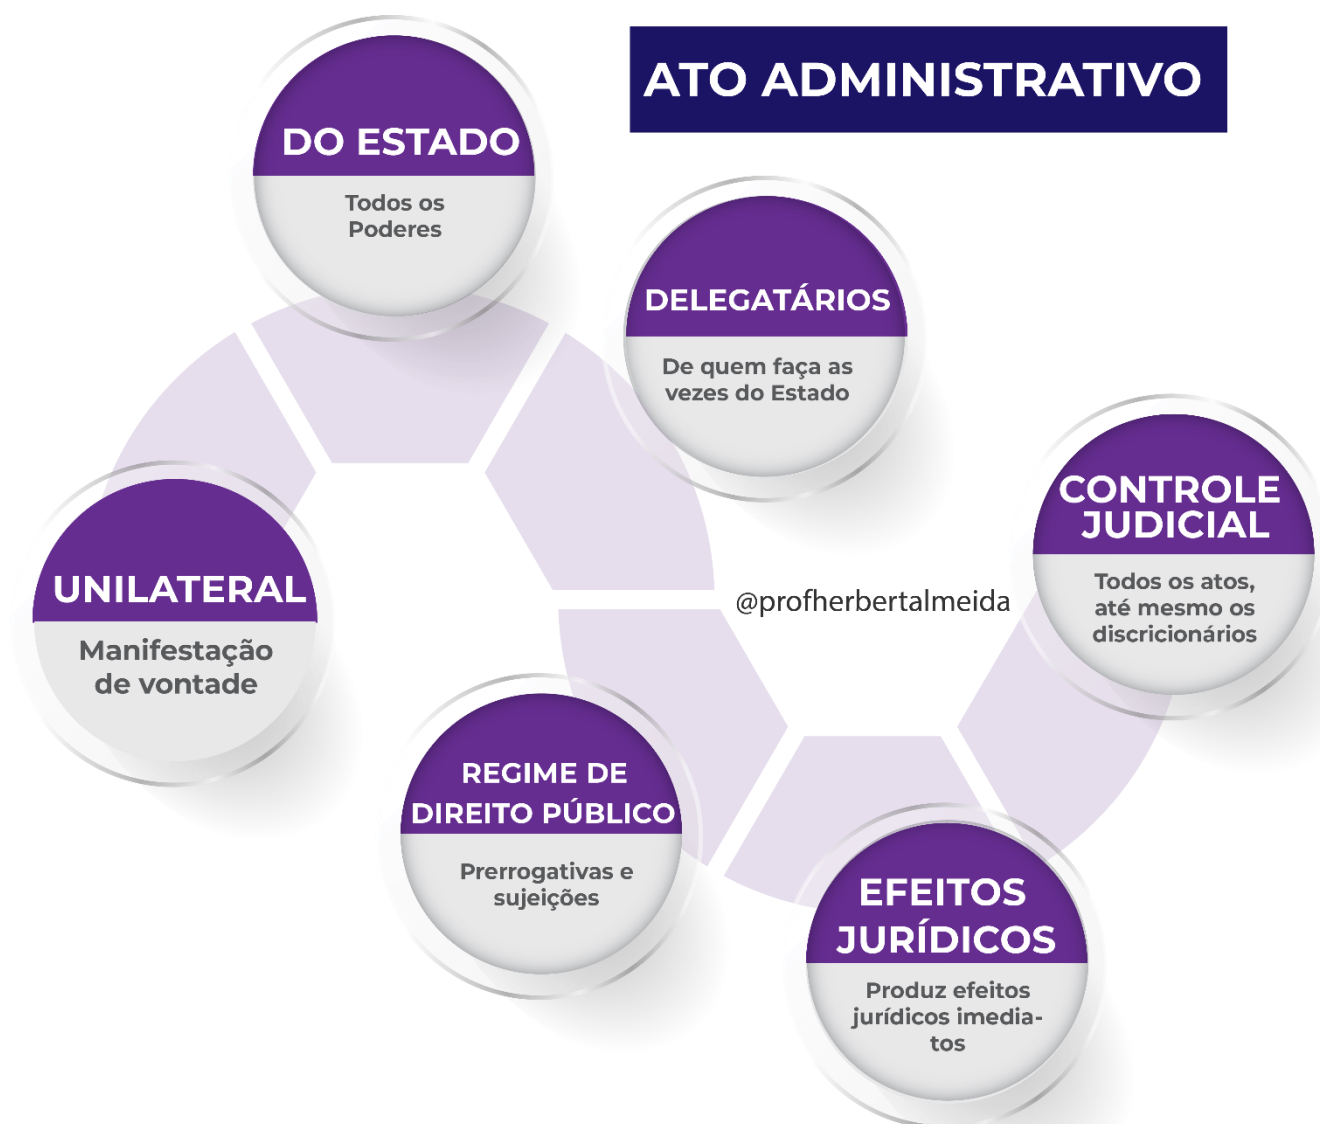 ATO ADMINISTRATIVO
DO ESTADO
Todos os
Poderes
DELEGATÁRIOS
De quem faça as
vezes do Estado
CONTROLE
JUDICIAL
Todos os atos,
até mesmo os
discricionários
UNILATERAL
Manifestação
de vontade
@profherbertalmeida
REGIME DE
DIREITO PÚBLICO
Prerrogativas e
sujeições
EFEITOS
JURÍDICOS
Produz efeitos
jurídicos imedia-
tos